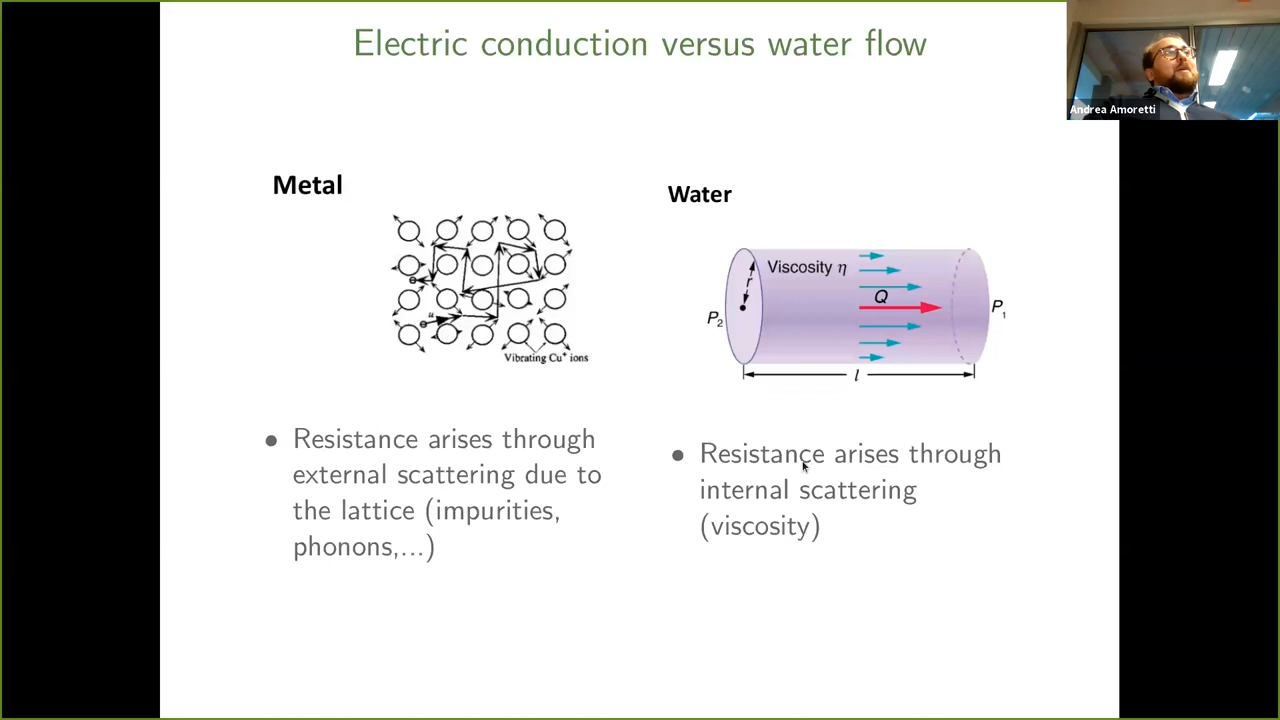 Electric conduction versus water flow
Andrea Amoretti
Metal
u
Vibrating Cu⁺ ions
• Resistance arises through
external scattering due to
the lattice (impurities,
phonons,...)
Water
Viscosity η
r
Q
P₂
P₁
l
• Resistance arises through
internal scattering
(viscosity)